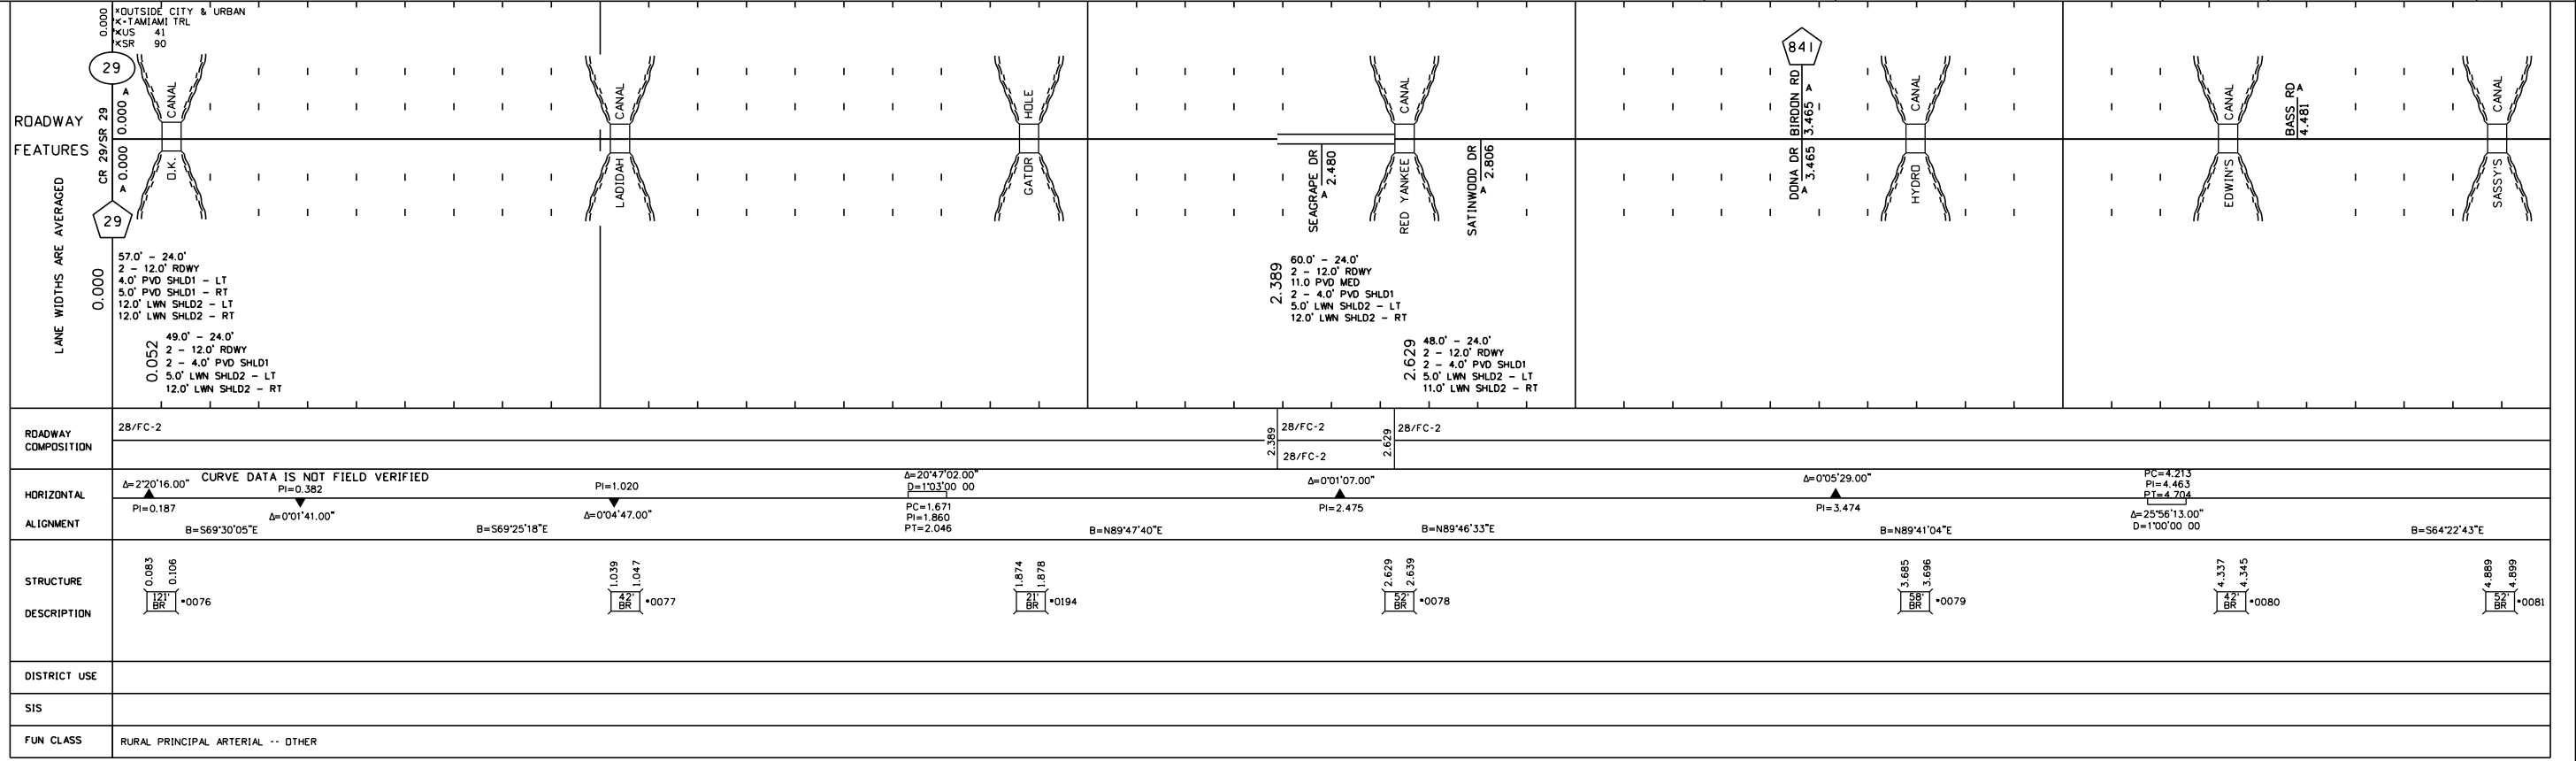 0.000
*OUTSIDE CITY & URBAN
*-TAMIAMI TRL
*US 41
*SR 90
29
CR 29/SR 29
0.000 A
0.000 A
29
ROADWAY
FEATURES
LANE WIDTHS ARE AVERAGED
O.K. CANAL
LADIDAH CANAL
GATOR HOLE
SEAGRAPE DR
2.480
A
RED YANKEE CANAL
SATINWOOD DR
2.806
A
841
DONA DR BIRDON RD
3.465 3.465
A A
HYDRO CANAL
EDWIN'S CANAL
BASS RD
4.481
A
SASSY'S CANAL
0.000
57.0' - 24.0'
2 - 12.0' RDWY
4.0' PVD SHLD1 - LT
5.0' PVD SHLD1 - RT
12.0' LWN SHLD2 - LT
12.0' LWN SHLD2 - RT
0.052
49.0' - 24.0'
2 - 12.0' RDWY
2 - 4.0' PVD SHLD1
5.0' LWN SHLD2 - LT
12.0' LWN SHLD2 - RT
2.389
60.0' - 24.0'
2 - 12.0' RDWY
11.0 PVD MED
2 - 4.0' PVD SHLD1
5.0' LWN SHLD2 - LT
12.0' LWN SHLD2 - RT
2.629
48.0' - 24.0'
2 - 12.0' RDWY
2 - 4.0' PVD SHLD1
5.0' LWN SHLD2 - LT
11.0' LWN SHLD2 - RT
ROADWAY
COMPOSITION
28/FC-2
2.389
28/FC-2
28/FC-2
2.629
28/FC-2
HORIZONTAL
ALIGNMENT
CURVE DATA IS NOT FIELD VERIFIED
Δ=2°20'16.00"
PI=0.187
B=S69°30'05"E
PI=0.382
Δ=0°01'41.00"
B=S69°25'18"E
PI=1.020
Δ=0°04'47.00"
Δ=20°47'02.00"
D=1°03'00 00
PC=1.671
PI=1.860
PT=2.046
B=N89°47'40"E
Δ=0°01'07.00"
PI=2.475
B=N89°46'33"E
Δ=0°05'29.00"
PI=3.474
B=N89°41'04"E
PC=4.213
PI=4.463
PT=4.704
Δ=25°56'13.00"
D=1°00'00 00
B=S64°22'43"E
STRUCTURE
DESCRIPTION
0.083 0.106
121'
BR
•0076
1.039 1.047
42'
BR
•0077
1.874 1.878
21'
BR
•0194
2.629 2.639
52'
BR
•0078
3.685 3.696
58'
BR
•0079
4.337 4.345
42'
BR
•0080
4.889 4.899
52'
BR
•0081
DISTRICT USE
SIS
FUN CLASS
RURAL PRINCIPAL ARTERIAL -- OTHER